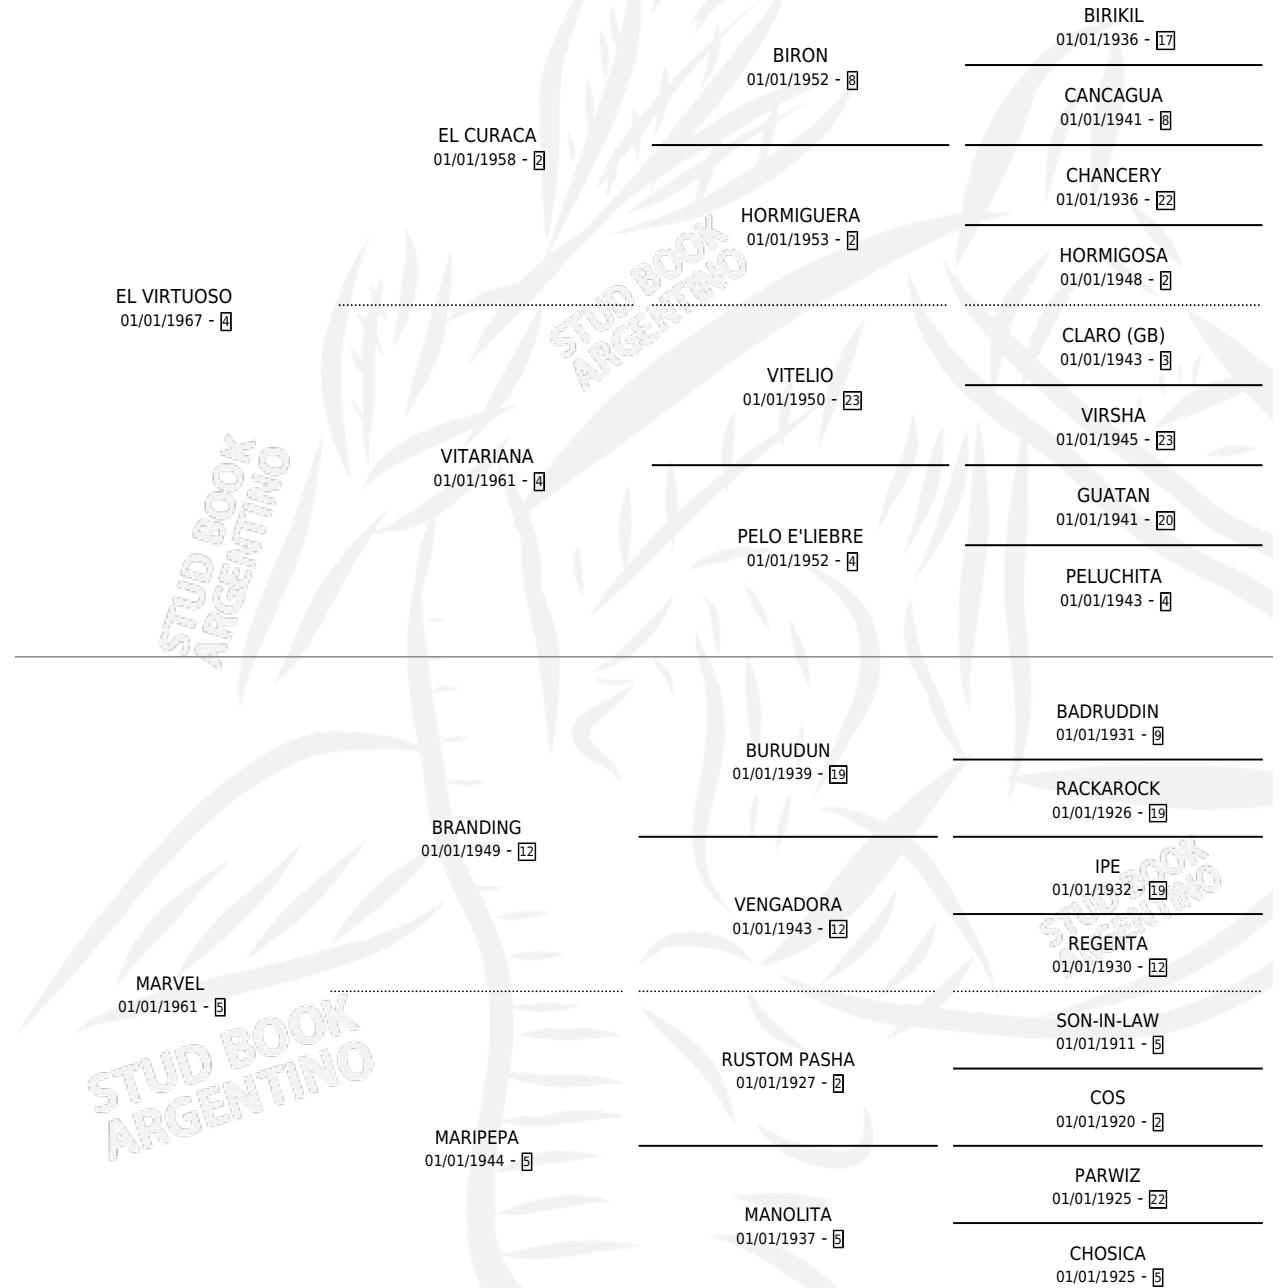 BIRIKIL
01/01/1936 - 17
BIRON
01/01/1952 - 8
CANCAGUA
01/01/1941 - 8
EL CURACA
01/01/1958 - 2
CHANCERY
01/01/1936 - 22
HORMIGUERA
01/01/1953 - 2
HORMIGOSA
01/01/1948 - 2
EL VIRTUOSO
01/01/1967 - 4
CLARO (GB)
01/01/1943 - 3
VITELIO
01/01/1950 - 23
VIRSHA
01/01/1945 - 23
VITARIANA
01/01/1961 - 4
GUATAN
01/01/1941 - 20
PELO E'LIEBRE
01/01/1952 - 4
PELUCHITA
01/01/1943 - 4
STUD BOOK
ARGENTINO
STUD BOOK
ARGENTINO
BADRUDDIN
01/01/1931 - 9
BURUDUN
01/01/1939 - 19
RACKAROCK
01/01/1926 - 19
BRANDING
01/01/1949 - 12
IPE
01/01/1932 - 19
VENGADORA
01/01/1943 - 12
REGENTA
01/01/1930 - 12
MARVEL
01/01/1961 - 5
SON-IN-LAW
01/01/1911 - 5
RUSTOM PASHA
01/01/1927 - 2
COS
01/01/1920 - 2
MARIPEPA
01/01/1944 - 5
PARWIZ
01/01/1925 - 22
MANOLITA
01/01/1937 - 5
CHOSICA
01/01/1925 - 5
STUD BOOK
ARGENTINO
STUD BOOK
ARGENTINO